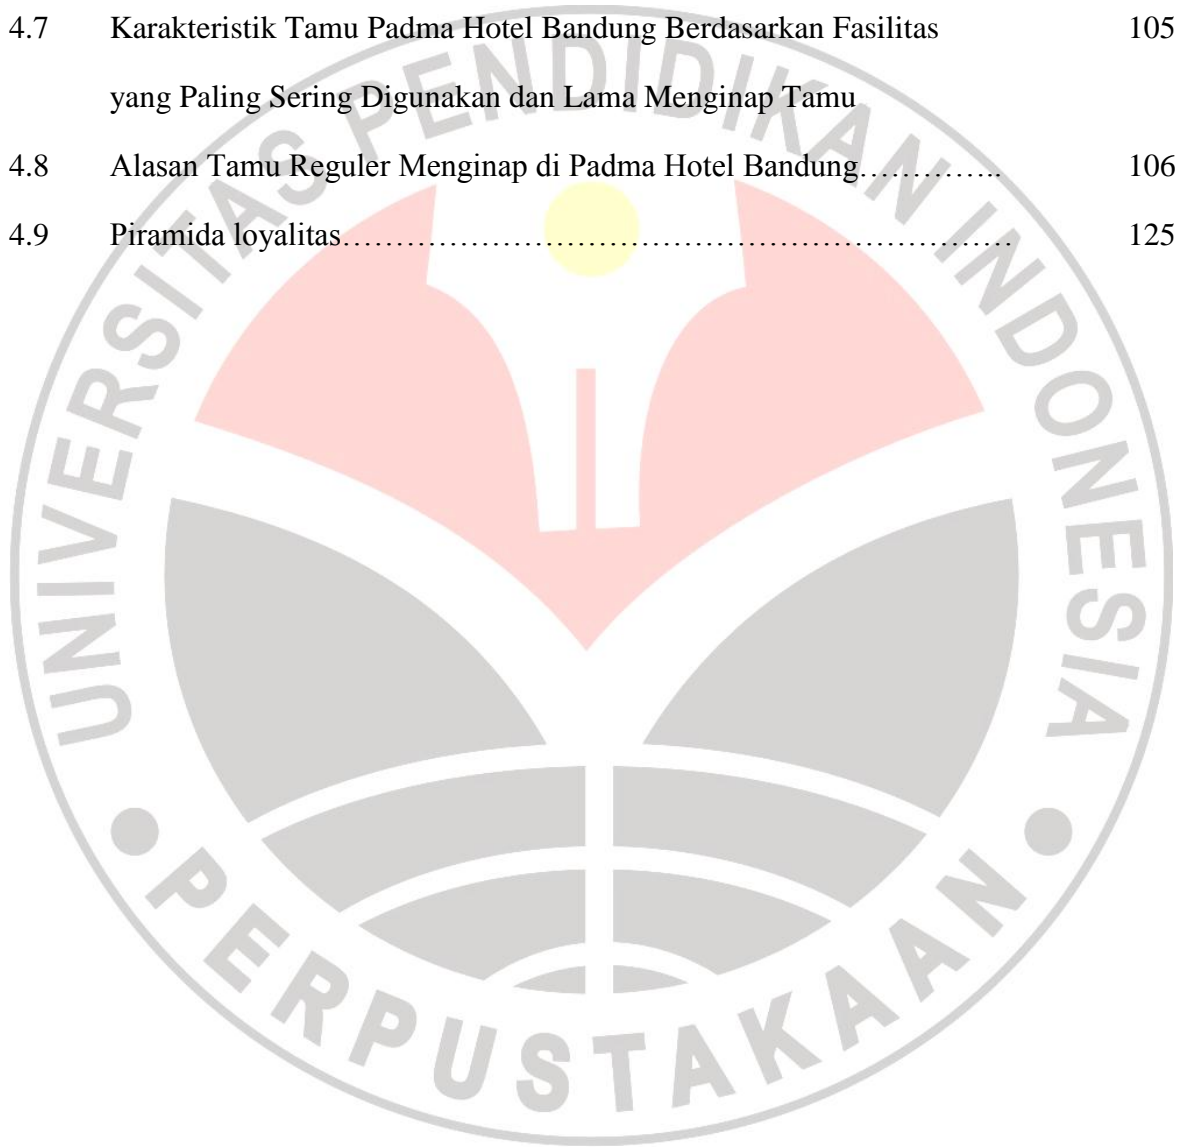 4.7 Karakteristik Tamu Padma Hotel Bandung Berdasarkan Fasilitas 105
yang Paling Sering Digunakan dan Lama Menginap Tamu
4.8 Alasan Tamu Reguler Menginap di Padma Hotel Bandung………….. 106
4.9 Piramida loyalitas……………………………………………………… 125
UNIVERSITAS PENDIDIKAN INDONESIA
PERPUSTAKAAN